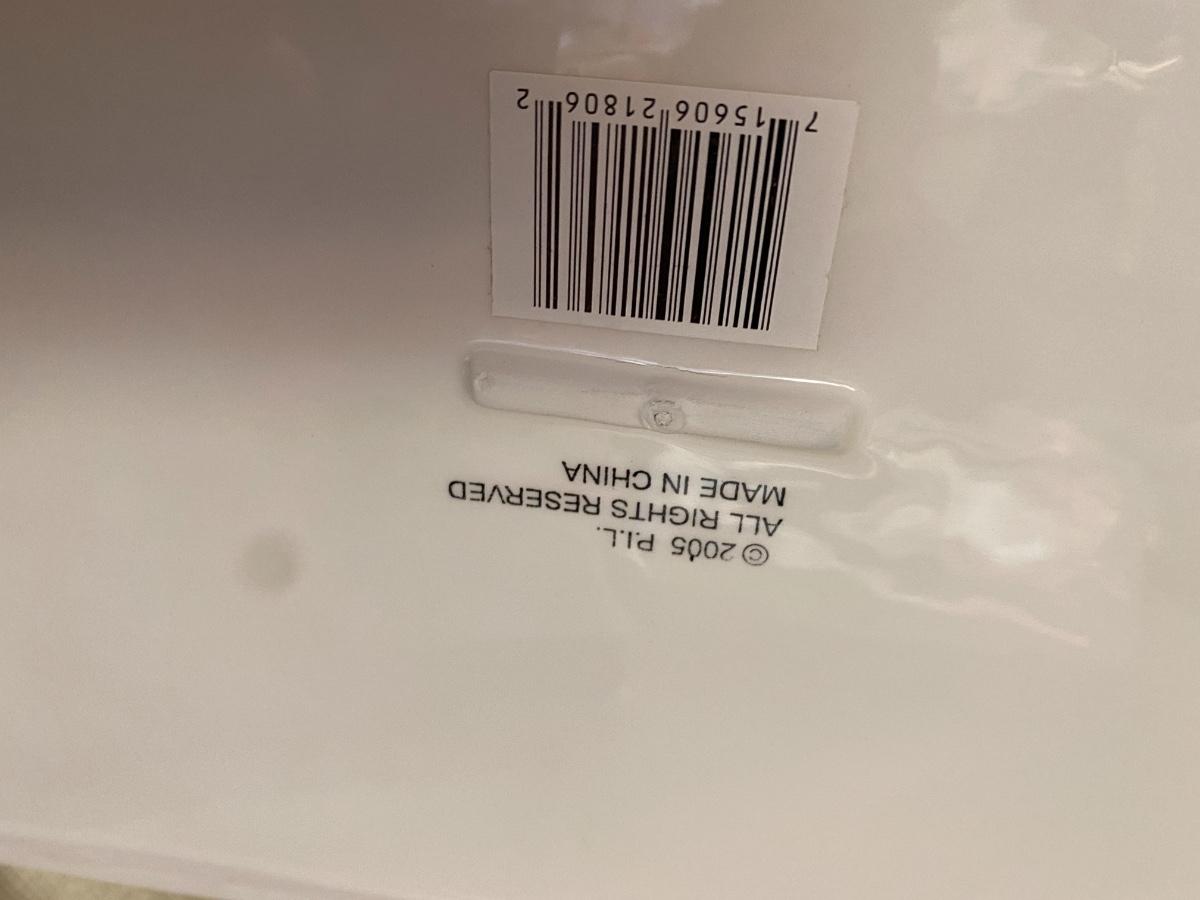 © 2005 P.I.L.
ALL RIGHTS RESERVED
MADE IN CHINA
7 15606 21806 2